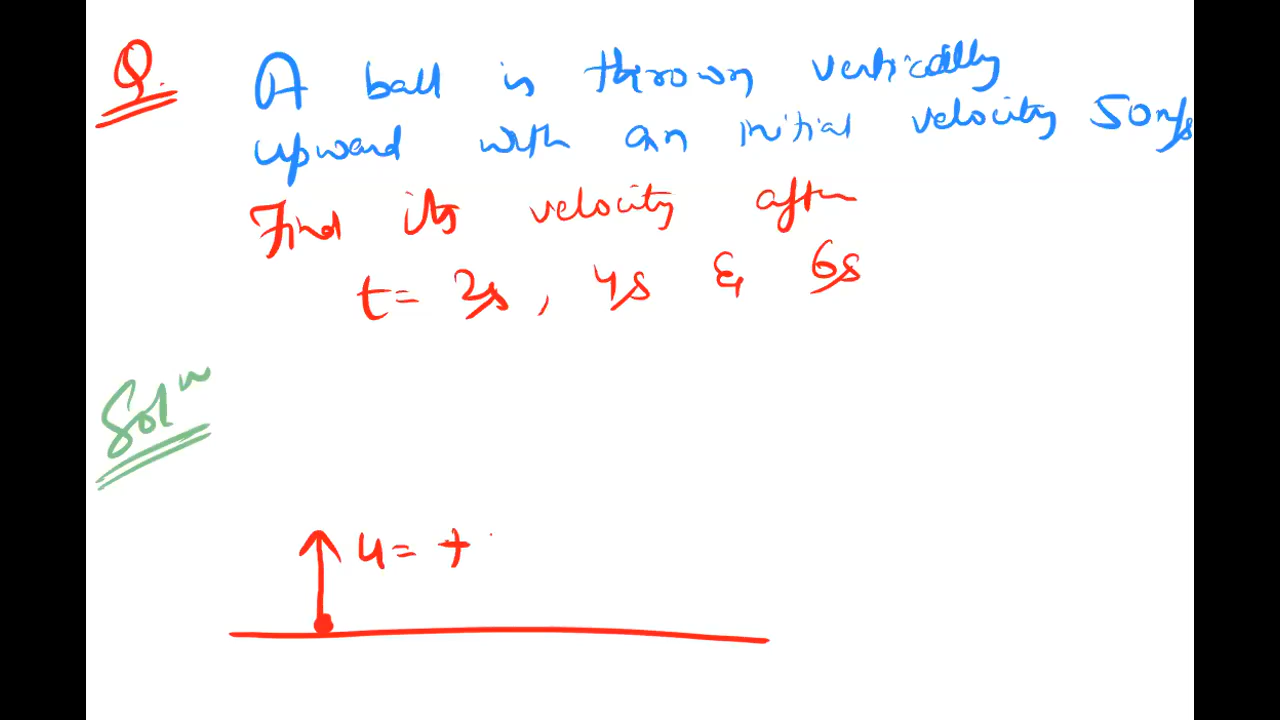 Q.
A ball is thrown vertically
upward with an initial velocity 50m/s
Find its velocity after
t= 2s, 4s & 6s
Soln
u= +